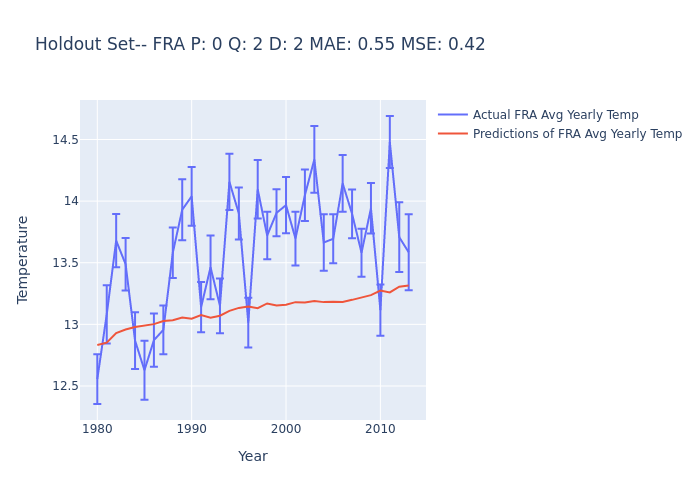 Holdout Set-- FRA P: 0 Q: 2 D: 2 MAE: 0.55 MSE: 0.42
Actual FRA Avg Yearly Temp
Predictions of FRA Avg Yearly Temp
14.5
14
13.5
13
12.5
Temperature
1980
1990
2000
2010
Year